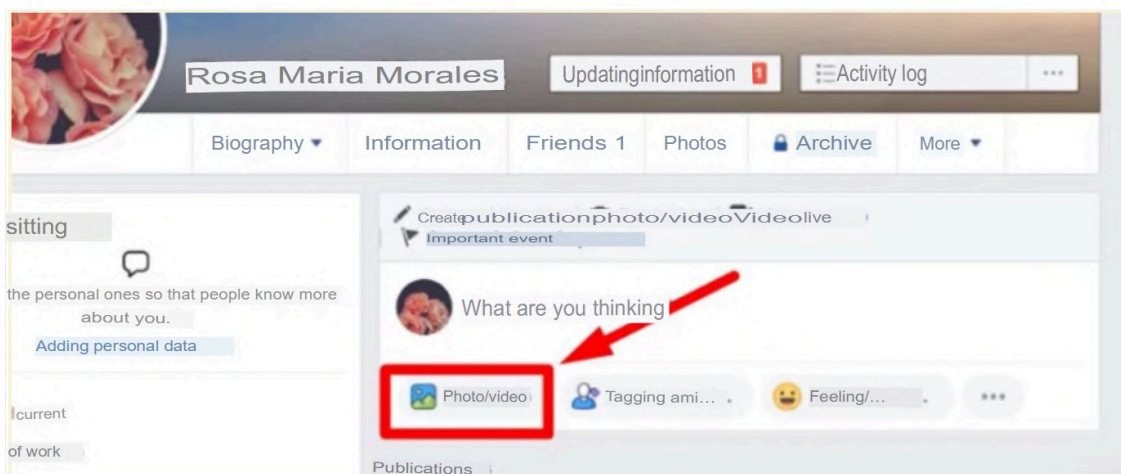 Rosa Maria Morales
Updatinginformation 1
Activity log
Biography
Information
Friends 1
Photos
Archive
More
sitting
the personal ones so that people know more
about you.
Adding personal data
current
of work
Createpublicationphoto/videoVideolive
Important event
What are you thinking
Photo/video
Tagging ami...
Feeling/...
Publications